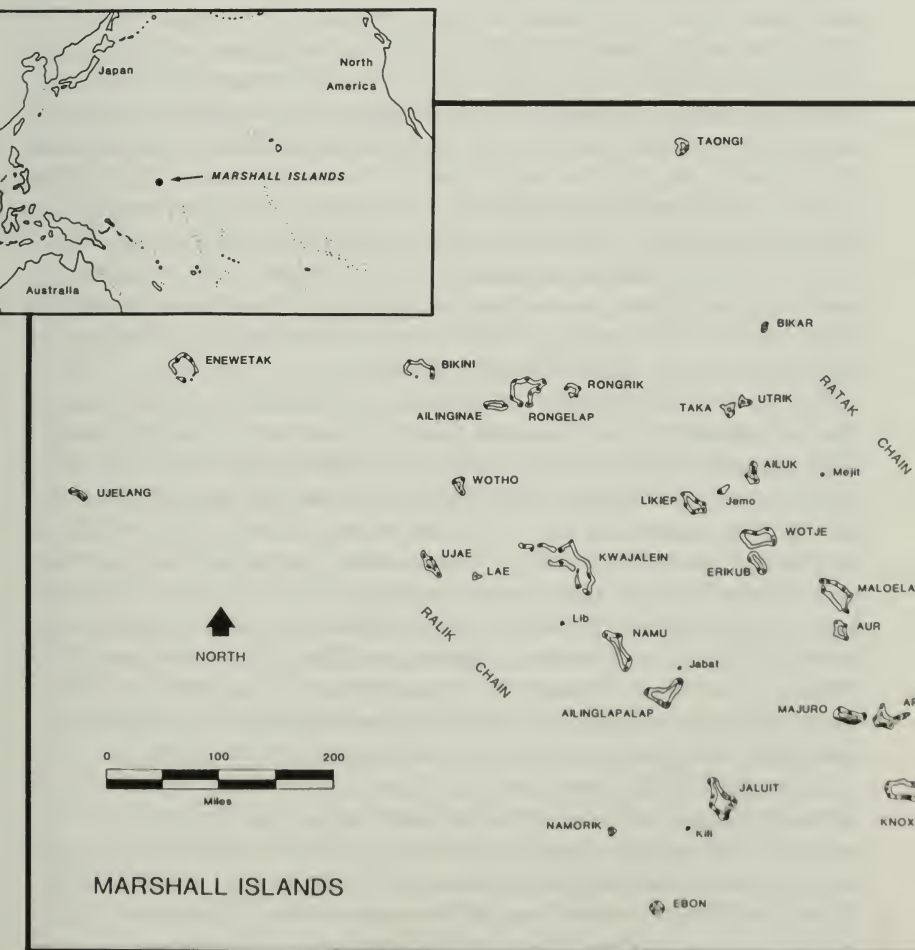 Japan
North
America
MARSHALL ISLANDS
Australia
TAONGI
BIKAR
ENEWETAK
BIKINI
RONGRIK
AILINGINAE
RONGELAP
TAKA
UTRIK
RATAK
CHAIN
UJELANG
WOTHO
AILUK
Mejit
LIKIEP
Jemo
WOTJE
UJAE
LAE
KWAJALEIN
ERIKUB
MALOELA
AUR
Lib
RALIK
CHAIN
NAMU
Jabat
NORTH
AILINGLAPALAP
MAJURO
AR
0 100 200
Miles
JALUIT
KNOX
NAMORIK
Kili
MARSHALL ISLANDS
EBON